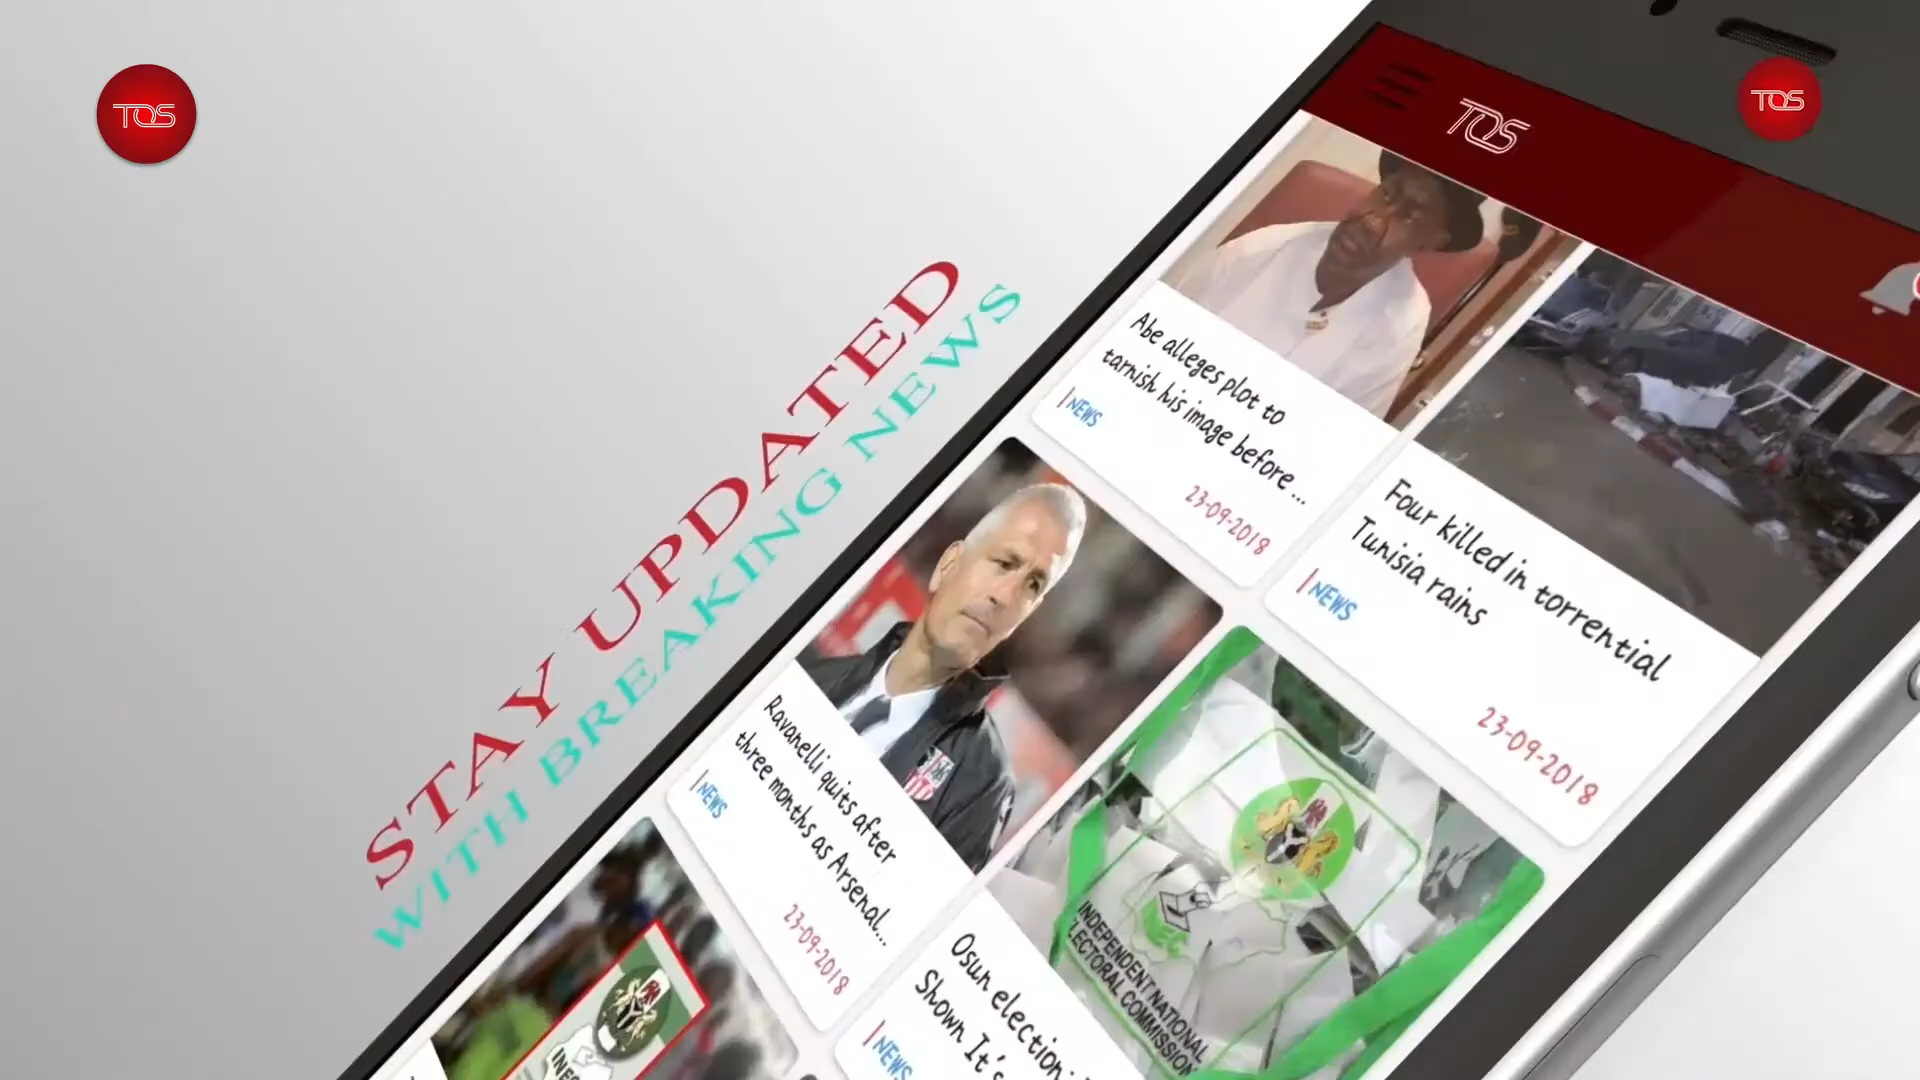 TOS
TOS
TOS
STAY UPDATED
WITH BREAKING NEWS
Abe alleges plot to
tarnish his image before ...
NEWS
23-09-2018
Four killed in torrential
Tunisia rains
NEWS
23-09-2018
Ravanelli quits after
three months as Arsenal...
NEWS
23-09-2018
INDEPENDENT NATIONAL
ELECTORAL COMMISSION
Osun election:
Shown It's
NEWS